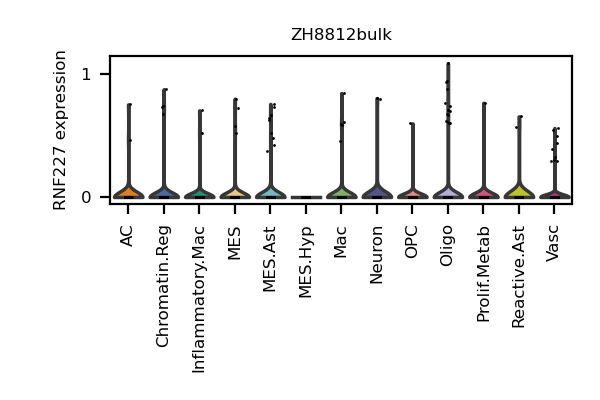 ZH8812bulk
RNF227 expression
1
0
AC
Chromatin.Reg
Inflammatory.Mac
MES
MES.Ast
MES.Hyp
Mac
Neuron
OPC
Oligo
Prolif.Metab
Reactive.Ast
Vasc